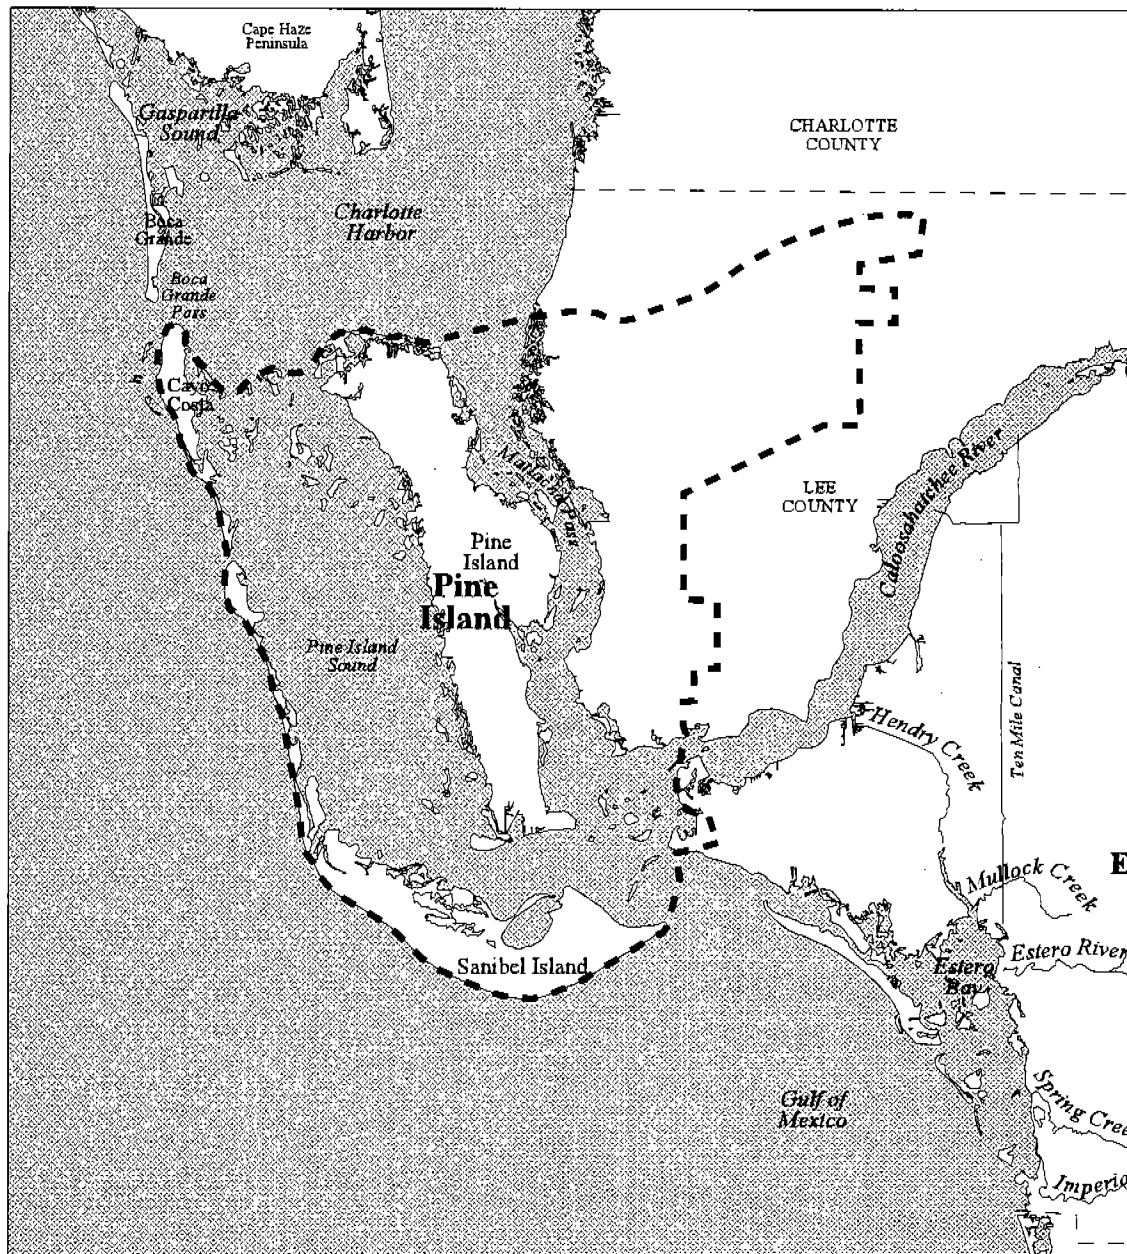 Cape Haze
Peninsula
Gasparilla
Sound
CHARLOTTE
COUNTY
Charlotte
Harbor
Boca
Grande
Boca
Grande
Pass
Cayo
Costa
Matlacha Pass
LEE
COUNTY
Caloosahatchee River
Pine
Island
Pine
Island
Pine Island
Sound
Ten Mile Canal
Hendry Creek
E
Mullock Creek
Estero River
Sanibel Island
Estero
Bay
Gulf of
Mexico
Spring Cree
Imperia